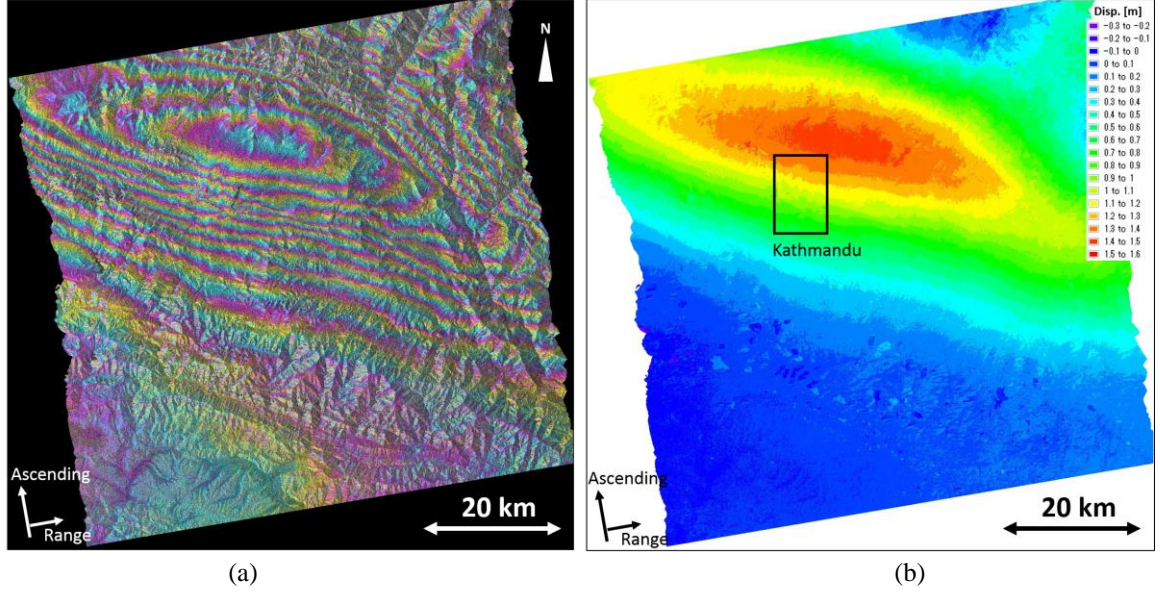 N
Ascending
Range
20 km
(a)
Disp. [m]
−0.3 to −0.2
−0.2 to −0.1
−0.1 to 0
0 to 0.1
0.1 to 0.2
0.2 to 0.3
0.3 to 0.4
0.4 to 0.5
0.5 to 0.6
0.6 to 0.7
0.7 to 0.8
0.8 to 0.9
0.9 to 1
1 to 1.1
1.1 to 1.2
1.2 to 1.3
1.3 to 1.4
1.4 to 1.5
1.5 to 1.6
Kathmandu
Ascending
Range
20 km
(b)